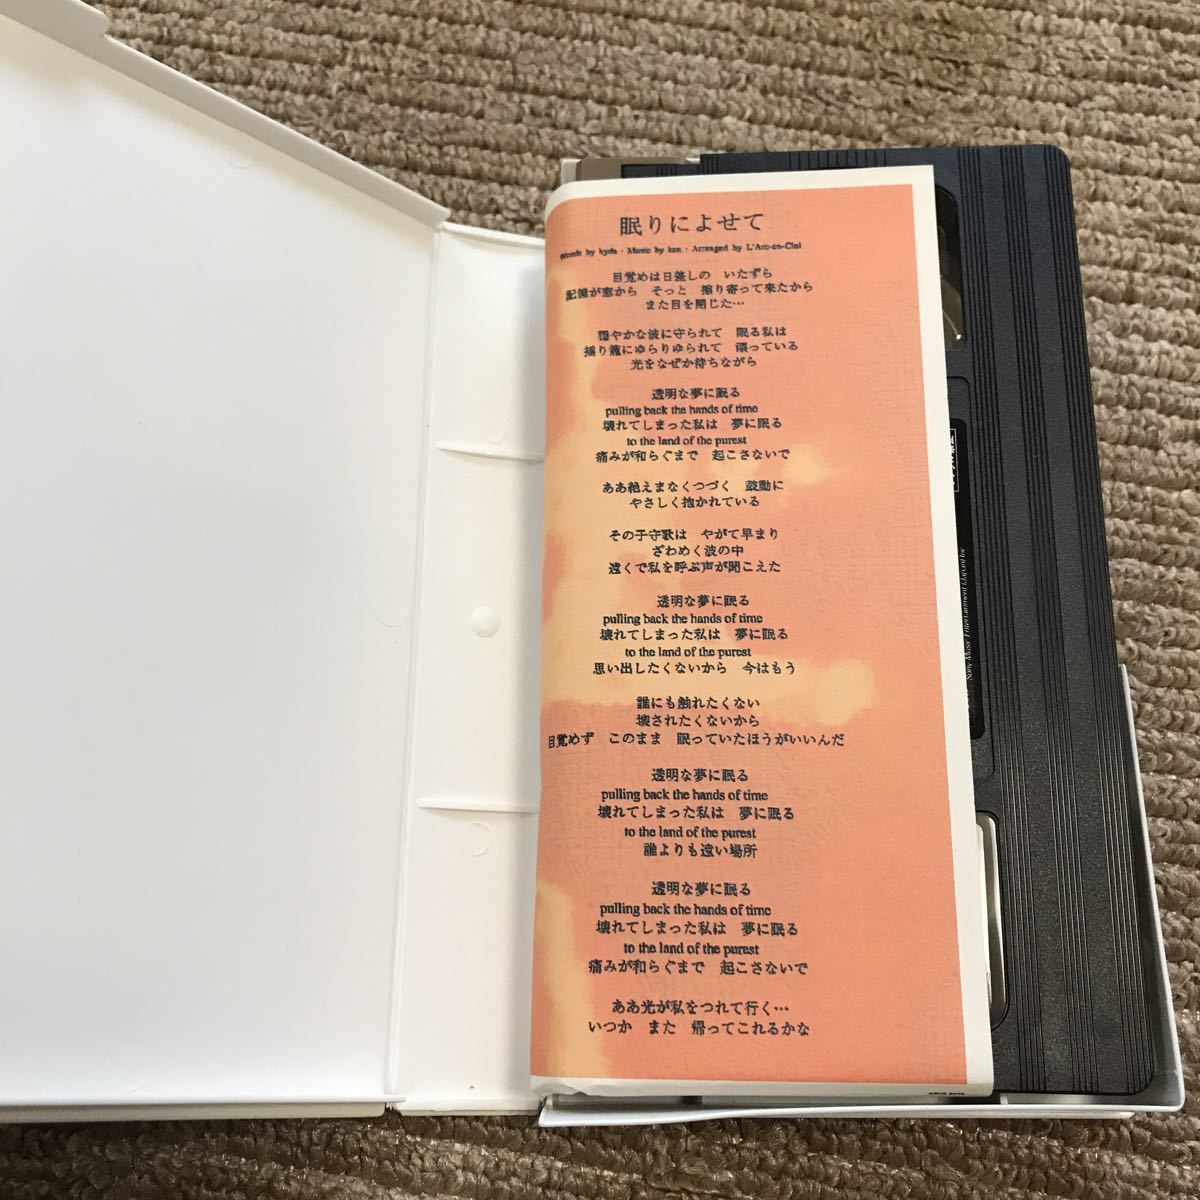 眠りによせて
Words by hyde・Music by ken・Arranged by L'Arc-en-Ciel
目覚めは日差しの　いたずら
記憶が窓から　そっと　擦り寄って来たから
また目を閉じた…
穏やかな波に守られて　眠る私は
揺り籠にゆらりゆられて　漂っている
光をなぜか待ちながら
透明な夢に眠る
pulling back the hands of time
壊れてしまった私は　夢に眠る
to the land of the purest
痛みが和らぐまで　起こさないで
ああ絶えまなくつづく　鼓動に
やさしく抱かれている
その子守歌は　やがて早まり
ざわめく波の中
遠くで私を呼ぶ声が聞こえた
透明な夢に眠る
pulling back the hands of time
壊れてしまった私は　夢に眠る
to the land of the purest
思い出したくないから　今はもう
誰にも触れたくない
壊されたくないから
目覚めず　このまま　眠っていたほうがいいんだ
透明な夢に眠る
pulling back the hands of time
壊れてしまった私は　夢に眠る
to the land of the purest
誰よりも遠い場所
透明な夢に眠る
pulling back the hands of time
壊れてしまった私は　夢に眠る
to the land of the purest
痛みが和らぐまで　起こさないで
ああ光が私をつれて行く…
いつか　また　帰ってこれるかな
Sony Music Entertainment (Japan) Inc.